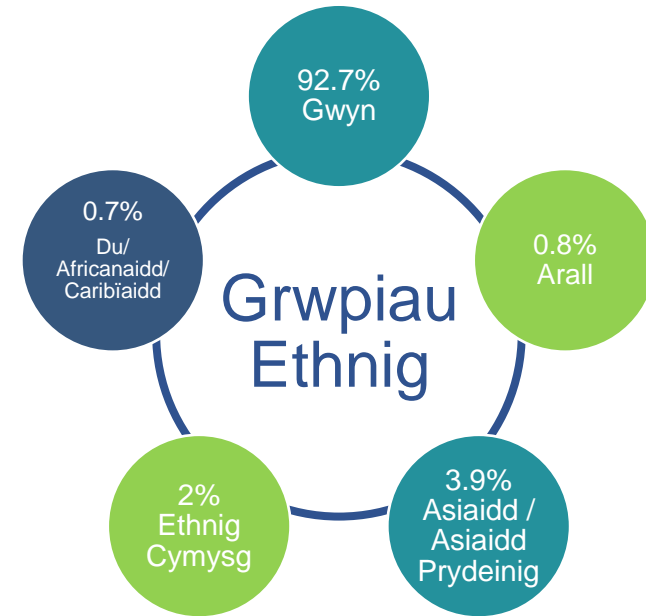 92.7%
Gwyn
0.7%
Du/
Africanaidd/
Caribïaidd
0.8%
Arall
Grwpiau
Ethnig
2%
Ethnig
Cymysg
3.9%
Asiaidd /
Asiaidd
Prydeinig